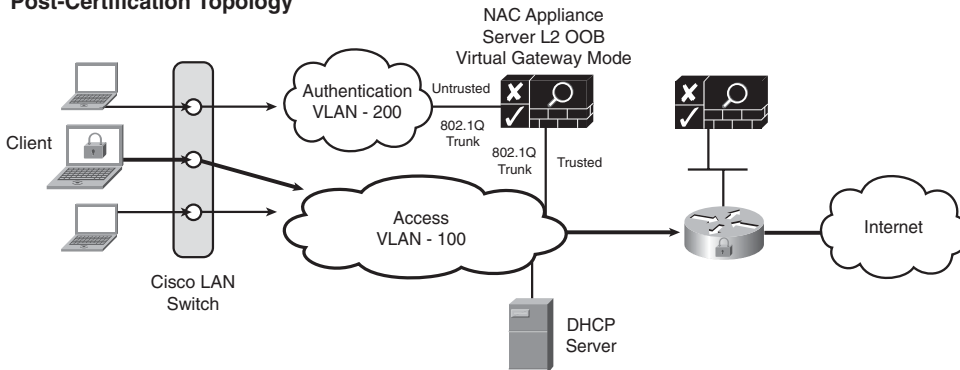 Post-Certification Topology
NAC Appliance
Server L2 OOB
Virtual Gateway Mode
Authentication
VLAN - 200
Untrusted
802.1Q
Trunk
802.1Q
Trunk
Trusted
Client
Access
VLAN - 100
Internet
Cisco LAN
Switch
DHCP
Server